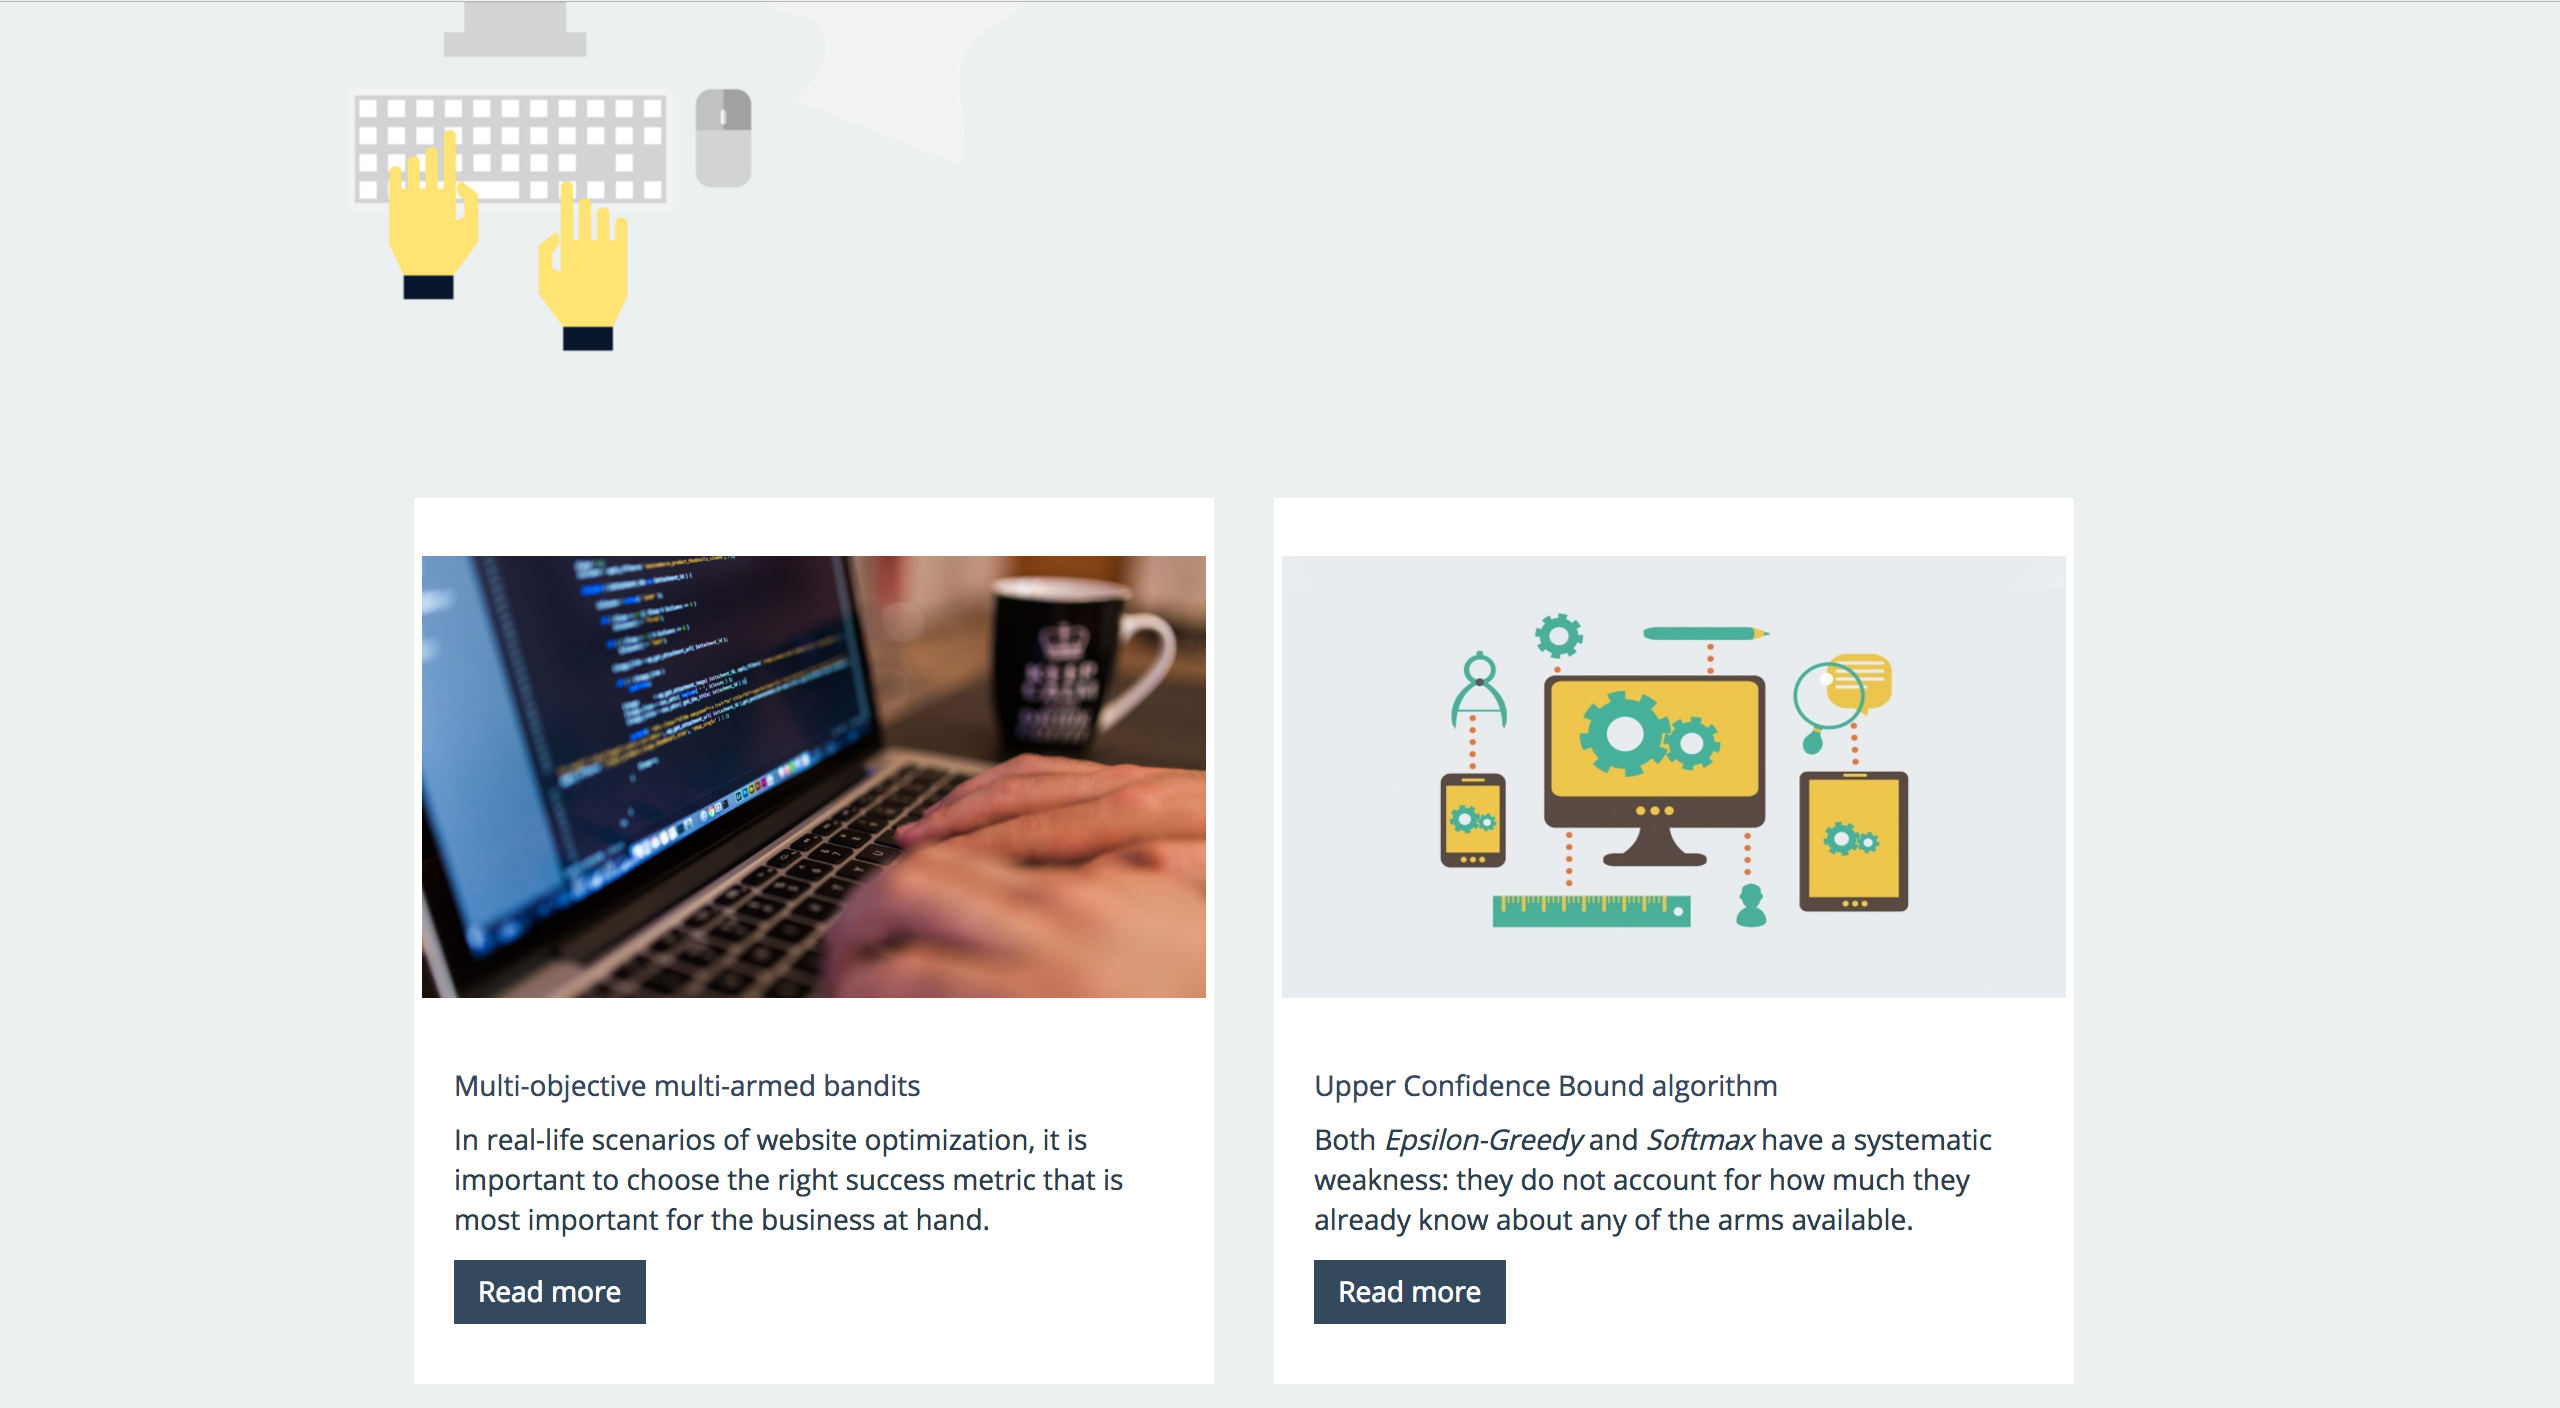 KEEP
CALM
Multi-objective multi-armed bandits
In real-life scenarios of website optimization, it is
important to choose the right success metric that is
most important for the business at hand.
Read more
Upper Confidence Bound algorithm
Both Epsilon-Greedy and Softmax have a systematic
weakness: they do not account for how much they
already know about any of the arms available.
Read more